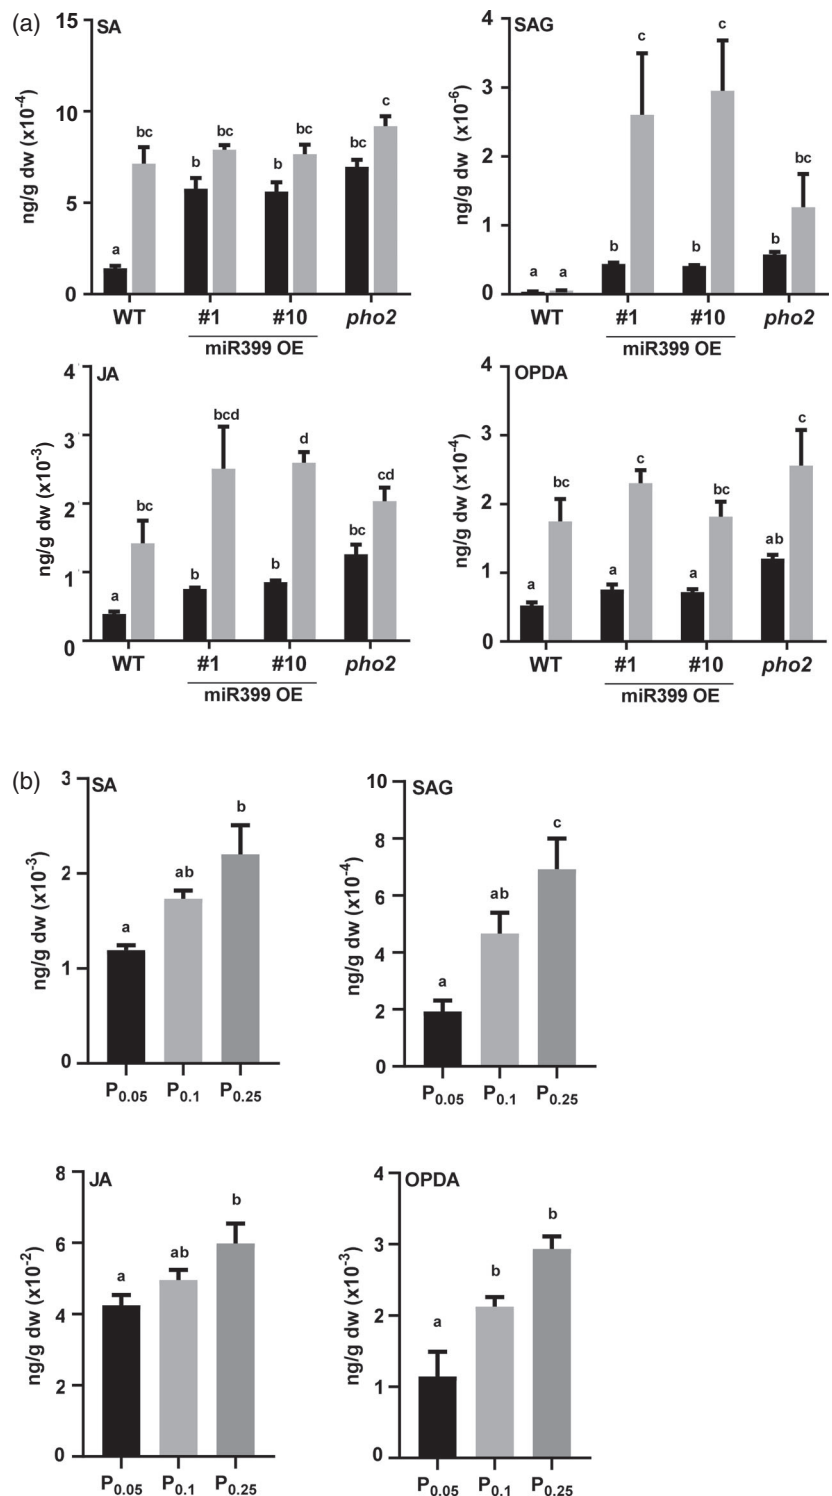 (a)
SA
ng/g dw (x10⁻⁴)
15
10
5
0
a
bc
b
bc
b
bc
bc
c
WT
#1
#10
pho2
miR399 OE
SAG
ng/g dw (x10⁻⁶)
4
3
2
1
0
a
a
b
c
b
c
b
bc
WT
#1
#10
pho2
miR399 OE
JA
ng/g dw (x10⁻³)
4
3
2
1
0
a
bc
b
bcd
b
d
bc
cd
WT
#1
#10
pho2
miR399 OE
OPDA
ng/g dw (x10⁻⁴)
4
3
2
1
0
a
bc
a
c
a
bc
ab
c
WT
#1
#10
pho2
miR399 OE
(b)
SA
ng/g dw (x10⁻³)
3
2
1
0
a
ab
b
P₀.₀₅
P₀.₁
P₀.₂₅
SAG
ng/g dw (x10⁻⁴)
10
8
6
4
2
0
a
ab
c
P₀.₀₅
P₀.₁
P₀.₂₅
JA
ng/g dw (x10⁻²)
8
6
4
2
0
a
ab
b
P₀.₀₅
P₀.₁
P₀.₂₅
OPDA
ng/g dw (x10⁻³)
4
3
2
1
0
a
b
b
P₀.₀₅
P₀.₁
P₀.₂₅